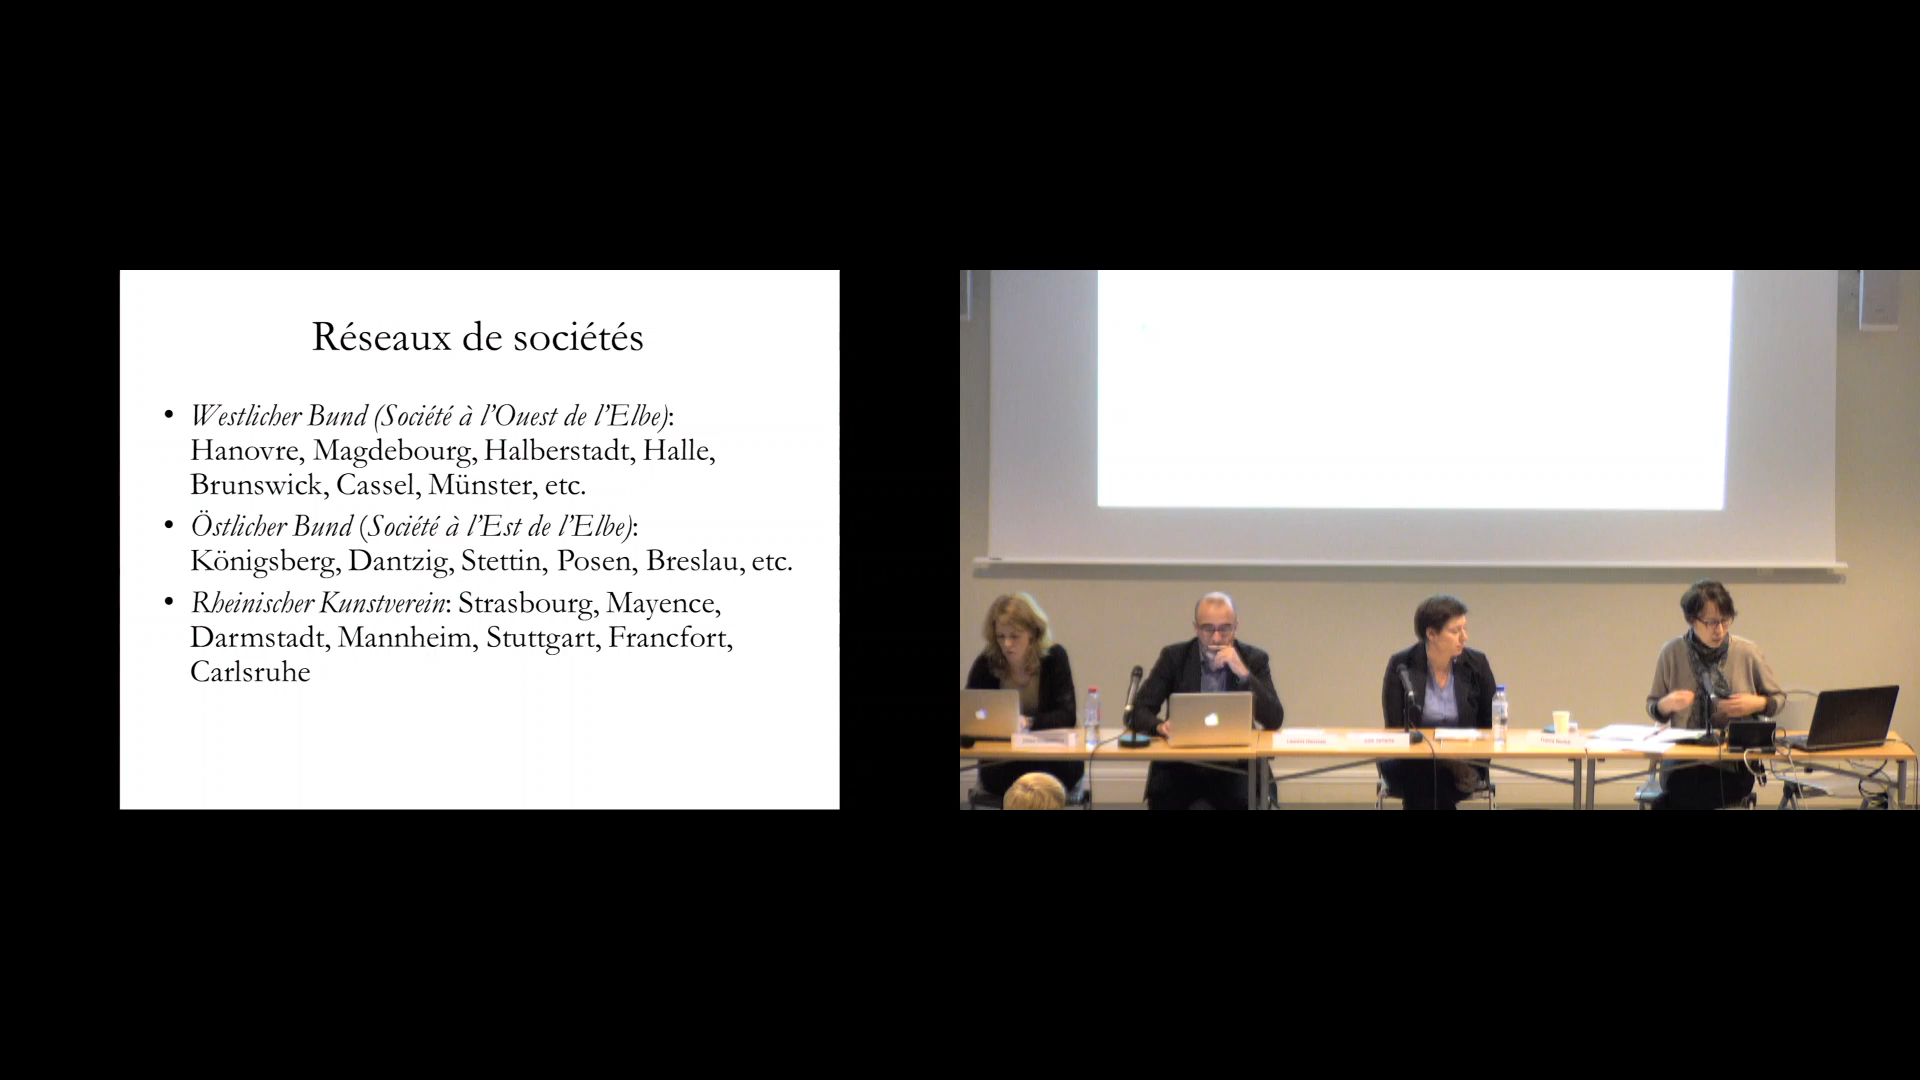 Réseaux de sociétés
• Westlicher Bund (Société à l'Ouest de l'Elbe):
Hanovre, Magdebourg, Halberstadt, Halle,
Brunswick, Cassel, Münster, etc.
• Östlicher Bund (Société à l'Est de l'Elbe):
Königsberg, Dantzig, Stettin, Posen, Breslau, etc.
• Rheinischer Kunstverein: Strasbourg, Mayence,
Darmstadt, Mannheim, Stuttgart, Francfort,
Carlsruhe